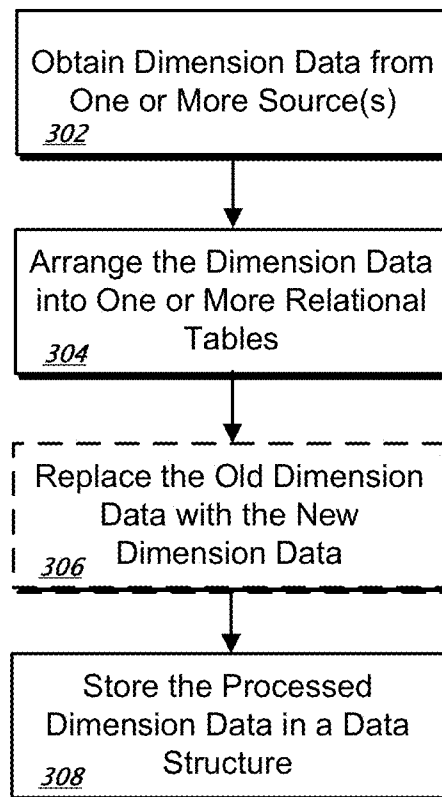 Obtain Dimension Data from
One or More Source(s)
302
Arrange the Dimension Data
into One or More Relational
Tables
304
Replace the Old Dimension
Data with the New
Dimension Data
306
Store the Processed
Dimension Data in a Data
Structure
308